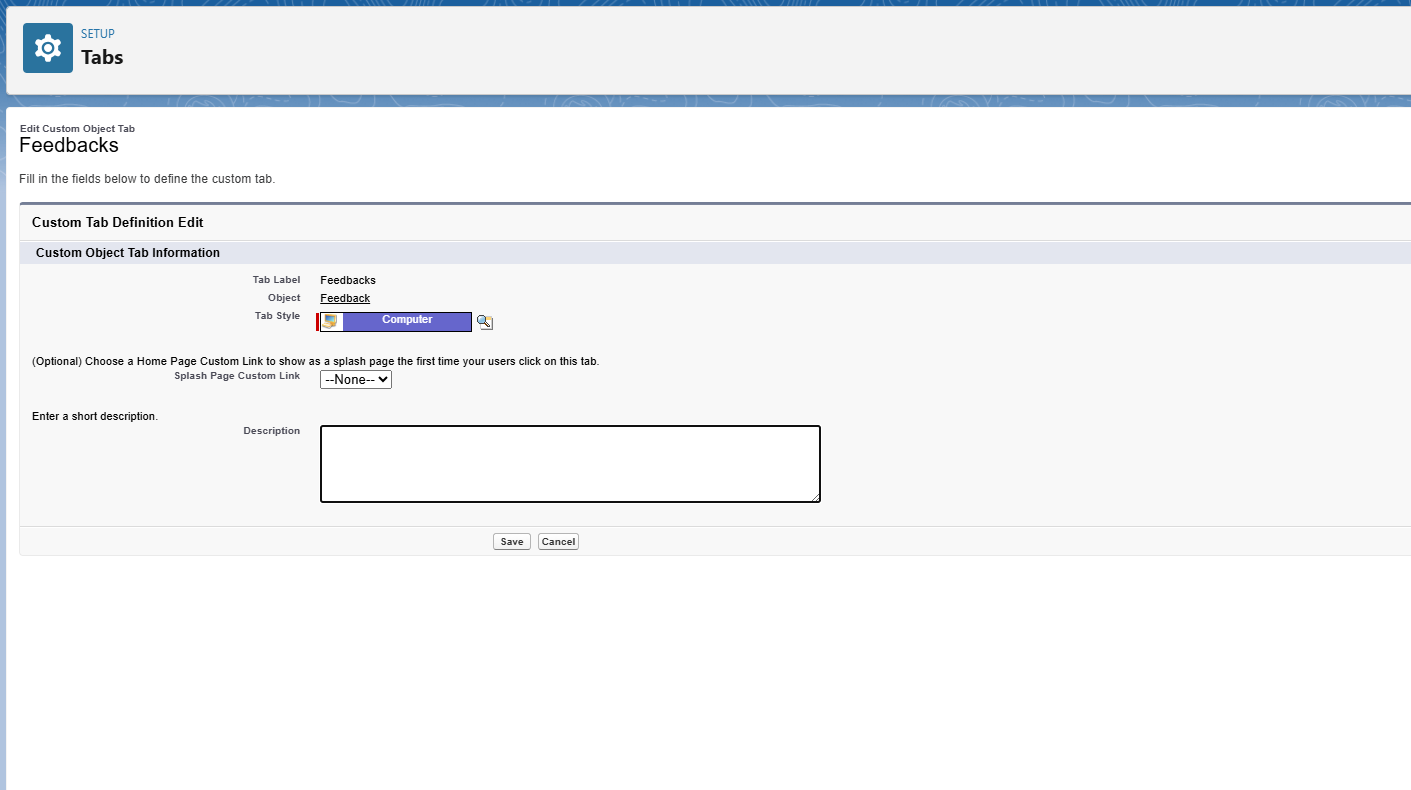 SETUP
Tabs
Edit Custom Object Tab
Feedbacks
Fill in the fields below to define the custom tab.
Custom Tab Definition Edit
Custom Object Tab Information
Tab Label Feedbacks
Object Feedback
Tab Style Computer
(Optional) Choose a Home Page Custom Link to show as a splash page the first time your users click on this tab.
Splash Page Custom Link --None--
Enter a short description.
Description
Save Cancel